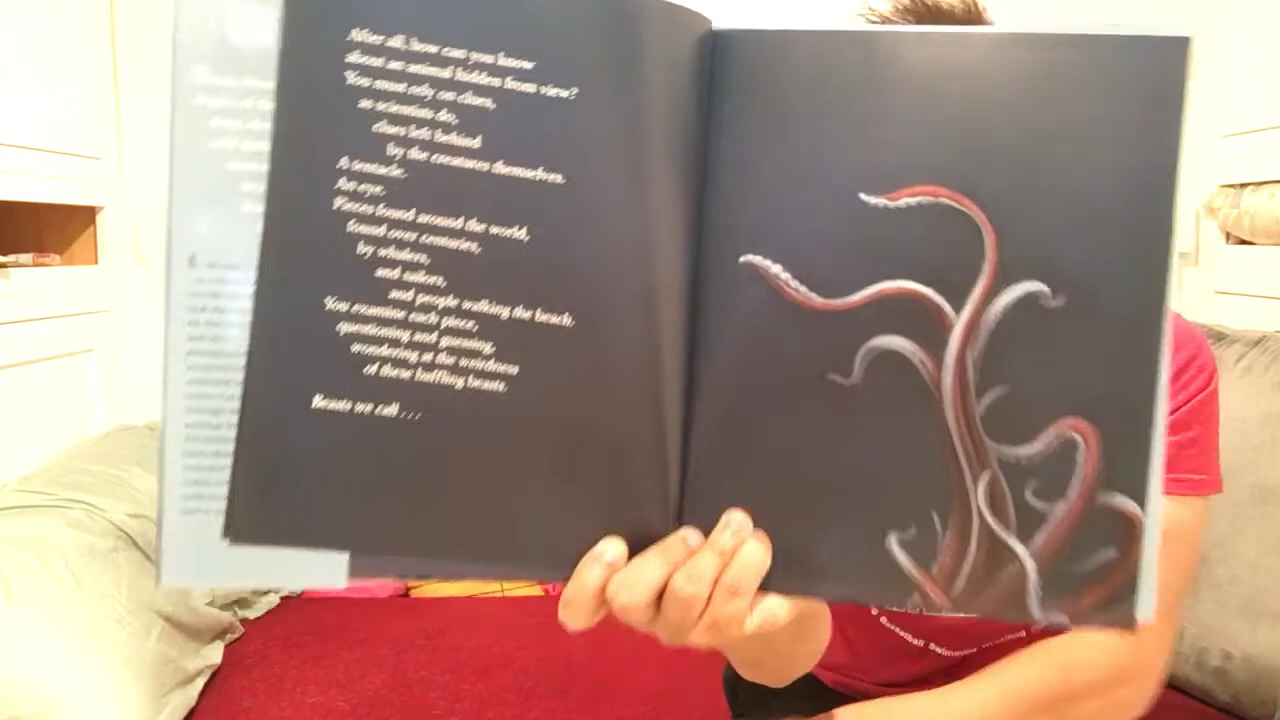 After all, how can you know
about an animal hidden from view?
You must rely on clues,
as scientists do,
clues left behind
by the creatures themselves.
A tentacle.
An eye.
Pieces found around the world,
found over centuries,
by whalers,
and sailors,
and people walking the beach.
You examine each piece,
questioning and guessing,
wondering at the weirdness
of these baffling beasts.
Beasts we call . . .
Basketball Swimming Wrestling